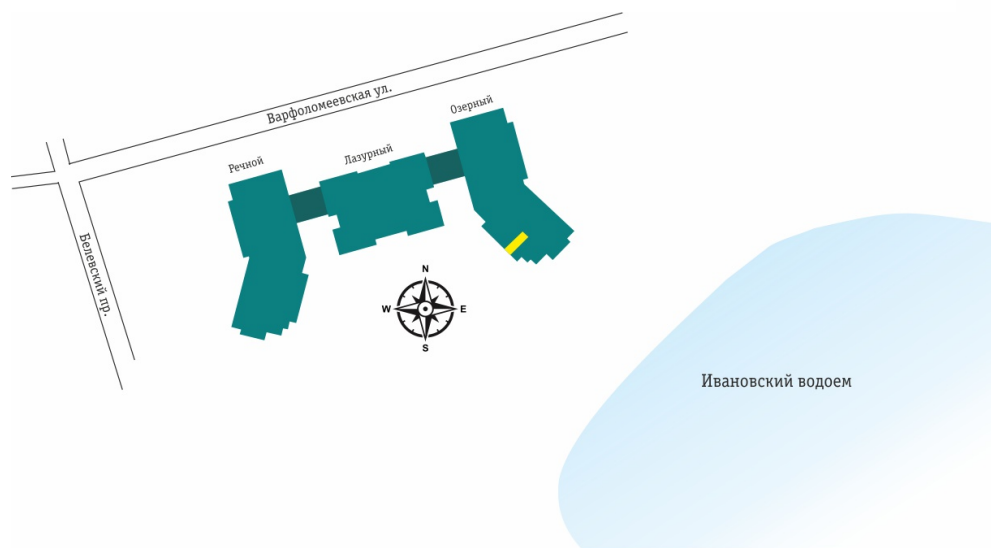 Варфоломеевская ул.
Озерный
Лазурный
Речной
Белевский пр.
N
W
E
S
Ивановский водоем